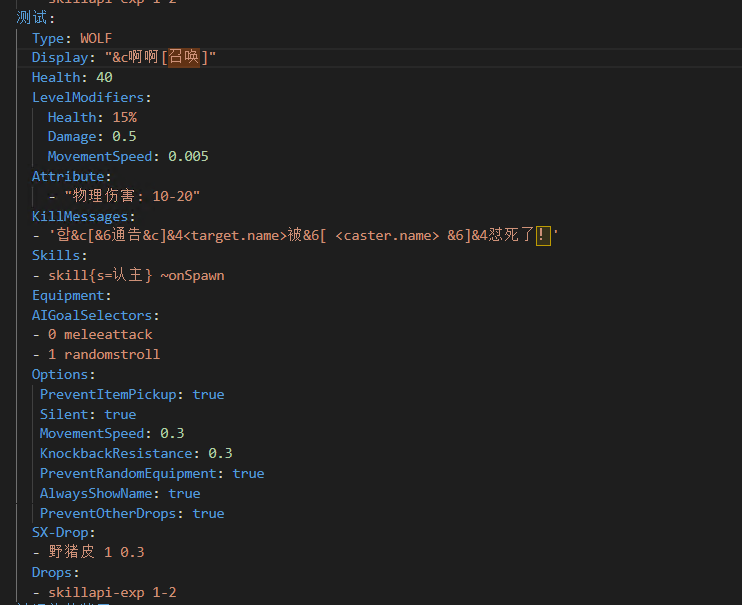 skillapi-exp 1-2
测试:
Type: WOLF
Display: "&c啊啊[召唤]"
Health: 40
LevelModifiers:
Health: 15%
Damage: 0.5
MovementSpeed: 0.005
Attribute:
- "物理伤害: 10-20"
KillMessages:
- '합&c[&6通告&c]&4<target.name>被&6[ <caster.name> &6]&4怼死了！'
Skills:
- skill{s=认主} ~onSpawn
Equipment:
AIGoalSelectors:
- 0 meleeattack
- 1 randomstroll
Options:
PreventItemPickup: true
Silent: true
MovementSpeed: 0.3
KnockbackResistance: 0.3
PreventRandomEquipment: true
AlwaysShowName: true
PreventOtherDrops: true
SX-Drop:
- 野猪皮 1 0.3
Drops:
- skillapi-exp 1-2